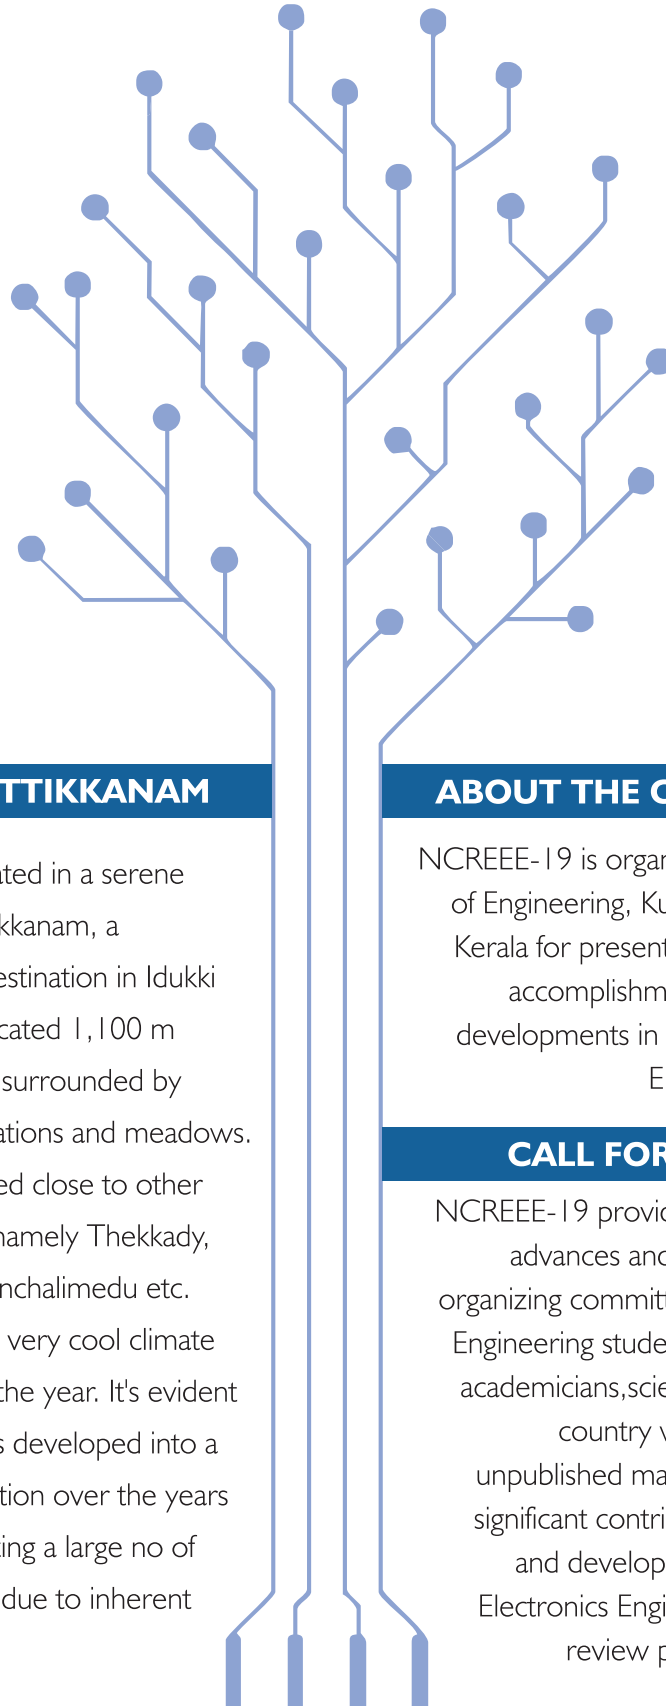 TTIKKANAM
ated in a serene
kkanam, a
estination in Idukki
cated 1,100 m
surrounded by
ations and meadows.
ed close to other
namely Thekkady,
nchalimedu etc.
very cool climate
the year. It's evident
s developed into a
tion over the years
ting a large no of
due to inherent
ABOUT THE C
NCREEE-19 is organ
of Engineering, Ku
Kerala for present
accomplishm
developments in
E
CALL FOR
NCREEE-19 provid
advances and
organizing committ
Engineering stude
academicians,scie
country v
unpublished ma
significant contri
and develop
Electronics Engi
review p